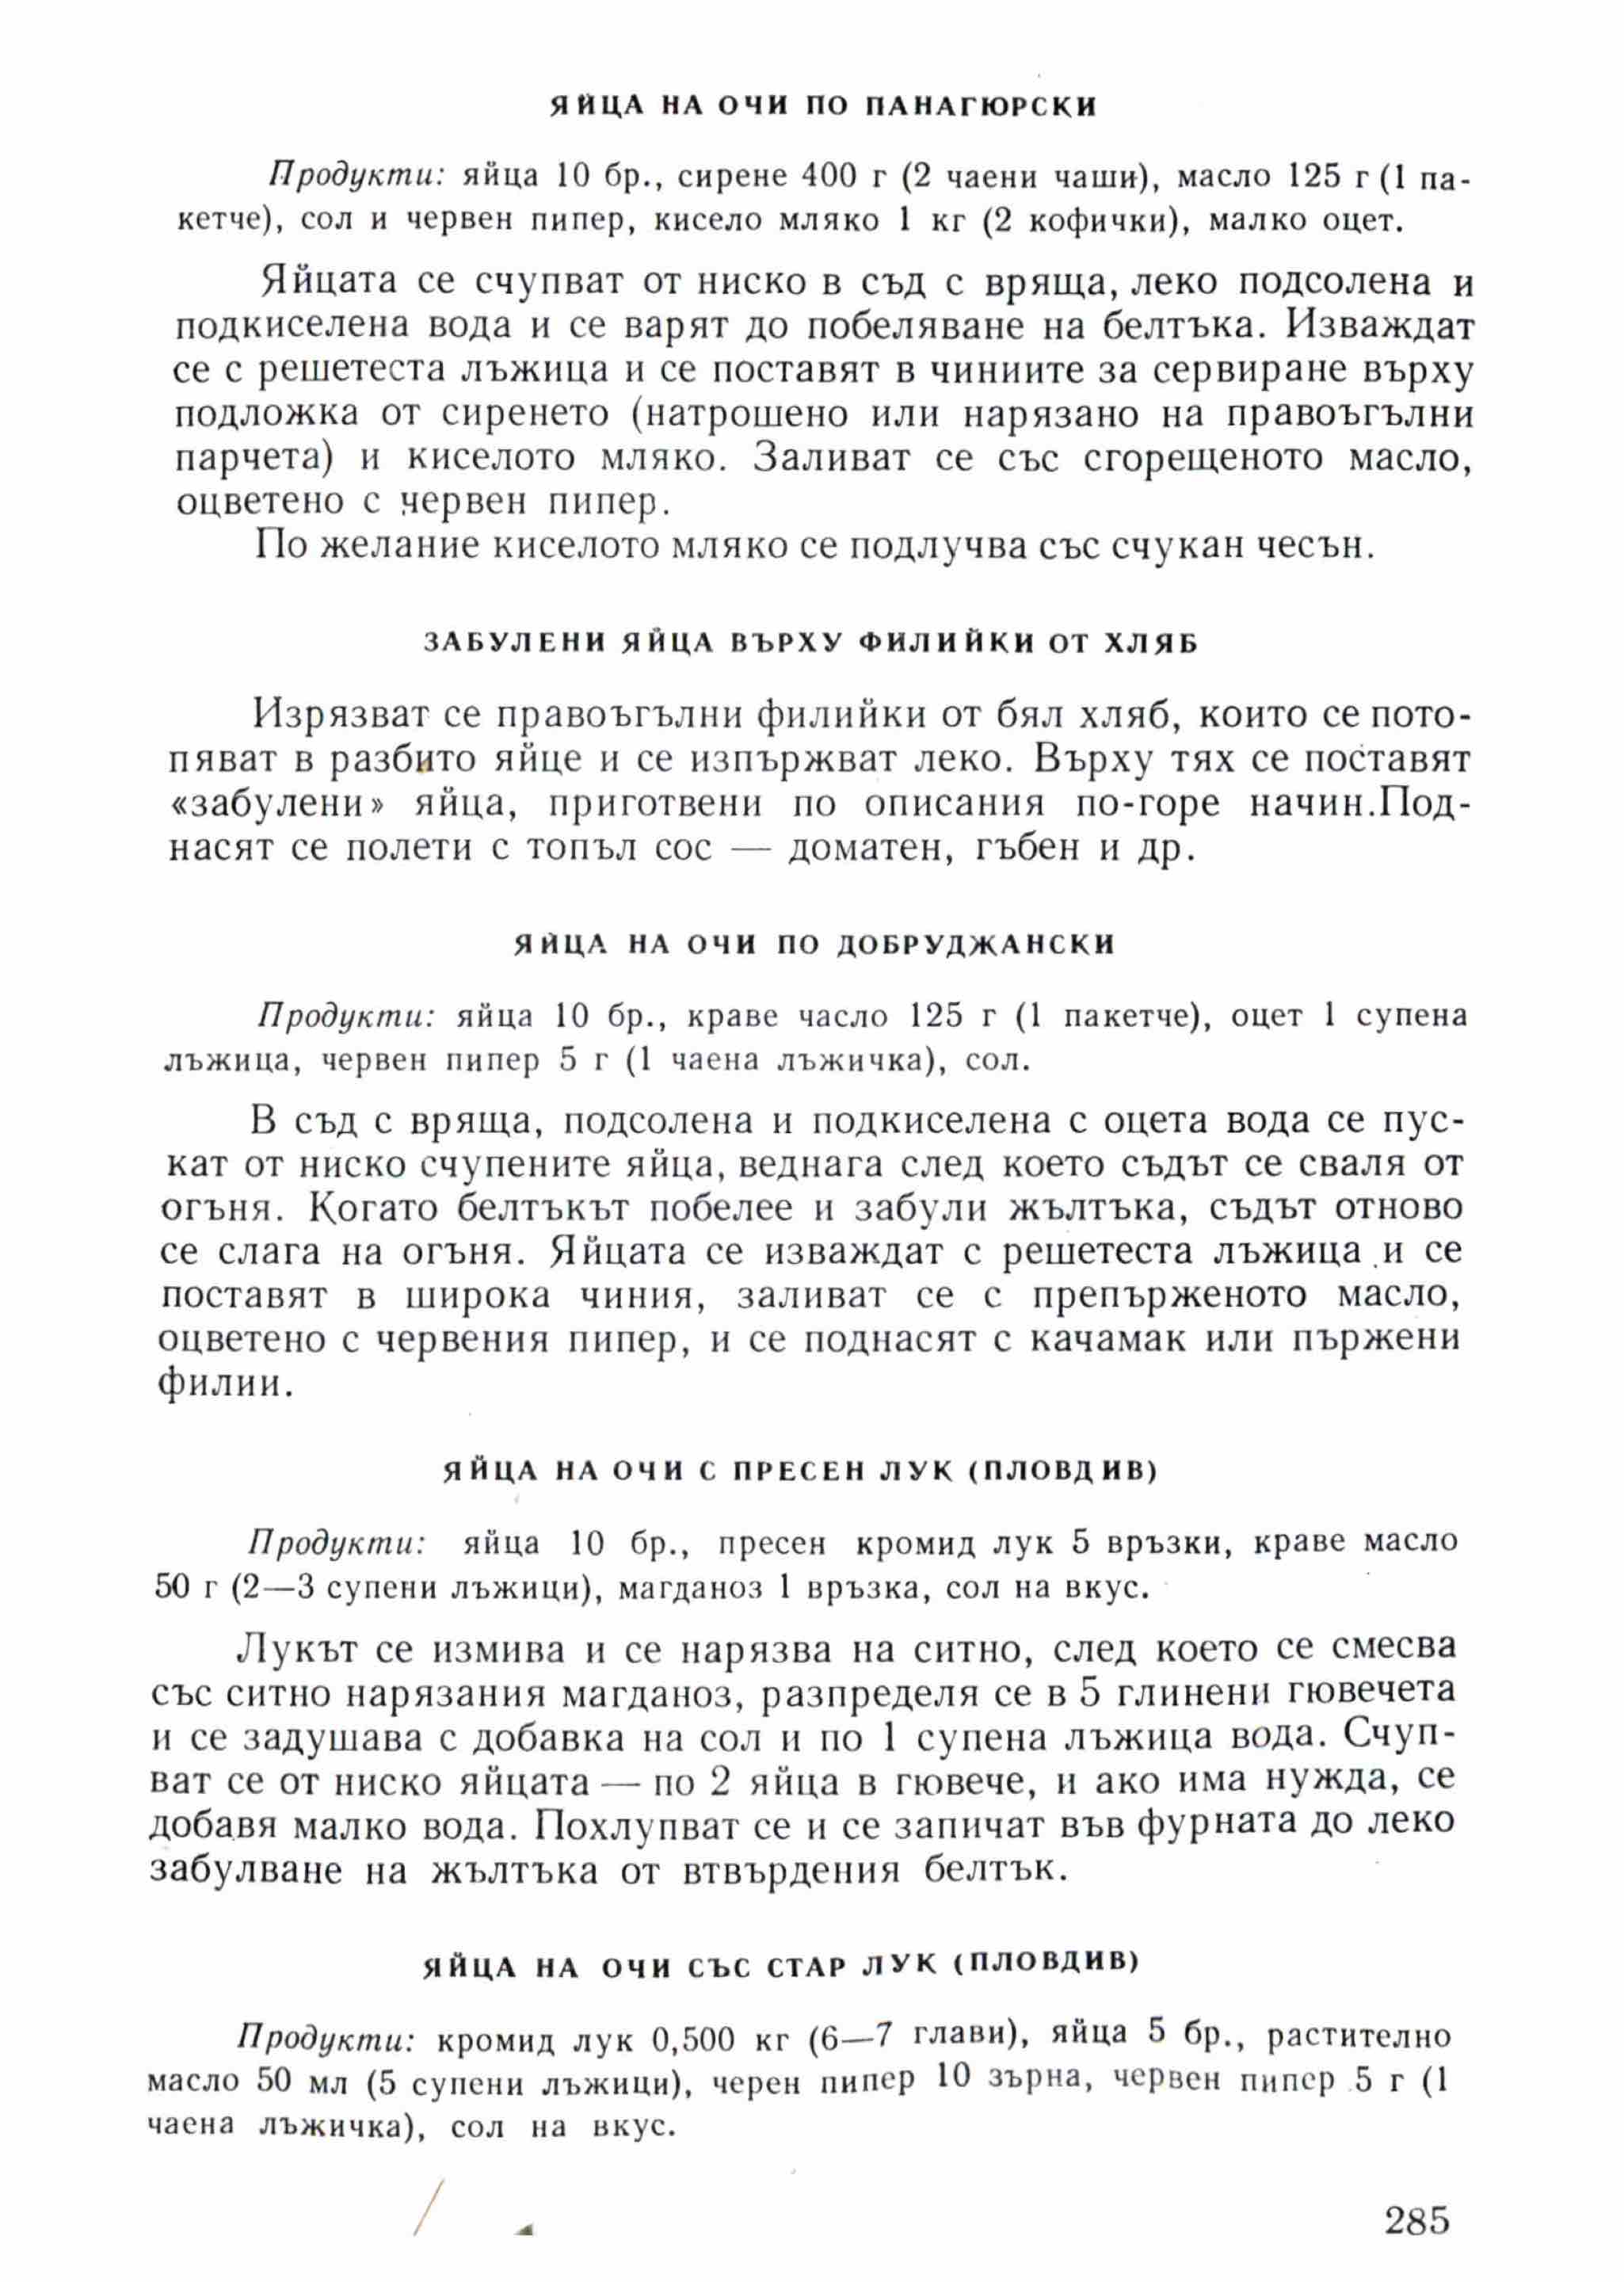 ЯЙЦА НА ОЧИ ПО ПАНАГЮРСКИ
Продукти: яйца 10 бр., сирене 400 г (2 чаени чаши), масло 125 г (1 па-
кетче), сол и червен пипер, кисело мляко 1 кг (2 кофички), малко оцет.
Яйцата се счупват от ниско в съд с вряща, леко подсолена и
подкиселена вода и се варят до побеляване на белтъка. Изваждат
се с решетеста лъжица и се поставят в чиниите за сервиране върху
подложка от сиренето (натрошено или нарязано на правоъгълни
парчета) и киселото мляко. Заливат се със сгорещеното масло,
оцветено с червен пипер.
По желание киселото мляко се подлучва със счукан чесън.
ЗАБУЛЕНИ ЯЙЦА ВЪРХУ ФИЛИЙКИ ОТ ХЛЯБ
Изрязват се правоъгълни филийки от бял хляб, които се пото-
пяват в разбито яйце и се изпържват леко. Върху тях се поставят
«забулени» яйца, приготвени по описания по-горе начин.Под-
насят се полети с топъл сос — доматен, гъбен и др.
ЯЙЦА НА ОЧИ ПО ДОБРУДЖАНСКИ
Продукти: яйца 10 бр., краве часло 125 г (1 пакетче), оцет 1 супена
лъжица, червен пипер 5 г (1 чаена лъжичка), сол.
В съд с вряща, подсолена и подкиселена с оцета вода се пус-
кат от ниско счупените яйца, веднага след което съдът се сваля от
огъня. Когато белтъкът побелее и забули жълтъка, съдът отново
се слага на огъня. Яйцата се изваждат с решетеста лъжица и се
поставят в широка чиния, заливат се с препърженото масло,
оцветено с червения пипер, и се поднасят с качамак или пържени
филии.
ЯЙЦА НА ОЧИ С ПРЕСЕН ЛУК (ПЛОВДИВ)
Продукти: яйца 10 бр., пресен кромид лук 5 връзки, краве масло
50 г (2—3 супени лъжици), магданоз 1 връзка, сол на вкус.
Лукът се измива и се нарязва на ситно, след което се смесва
със ситно нарязания магданоз, разпределя се в 5 глинени гювечета
и се задушава с добавка на сол и по 1 супена лъжица вода. Счуп-
ват се от ниско яйцата — по 2 яйца в гювече, и ако има нужда, се
добавя малко вода. Похлупват се и се запичат във фурната до леко
забулване на жълтъка от втвърдения белтък.
ЯЙЦА НА ОЧИ СЪС СТАР ЛУК (ПЛОВДИВ)
Продукти: кромид лук 0,500 кг (6—7 глави), яйца 5 бр., растително
масло 50 мл (5 супени лъжици), черен пипер 10 зърна, червен пипер 5 г (1
чаена лъжичка), сол на вкус.
285